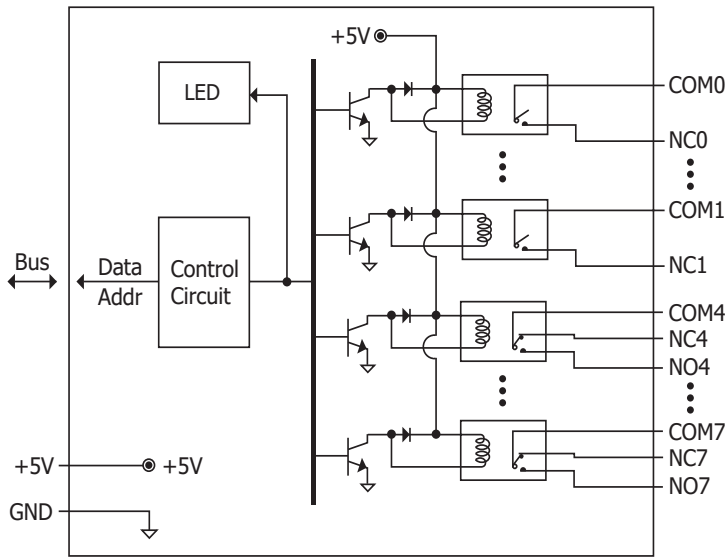 +5V
LED
COM0
NC0
COM1
NC1
Bus
Data
Addr
Control
Circuit
COM4
NC4
NO4
COM7
NC7
NO7
+5V
+5V
GND